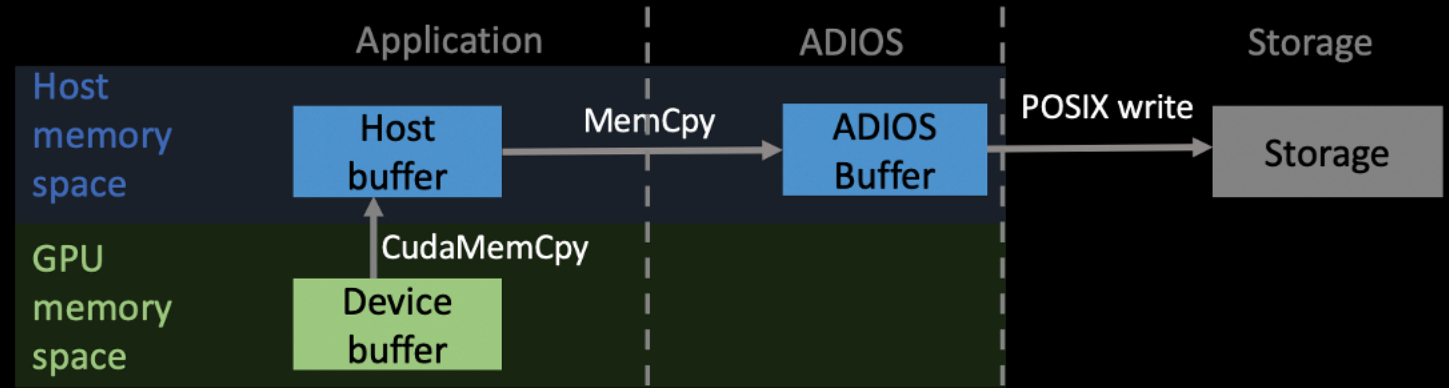 Application
ADIOS
Storage
Host
memory
space
Host
buffer
MemCpy
ADIOS
Buffer
POSIX write
Storage
GPU
memory
space
CudaMemCpy
Device
buffer